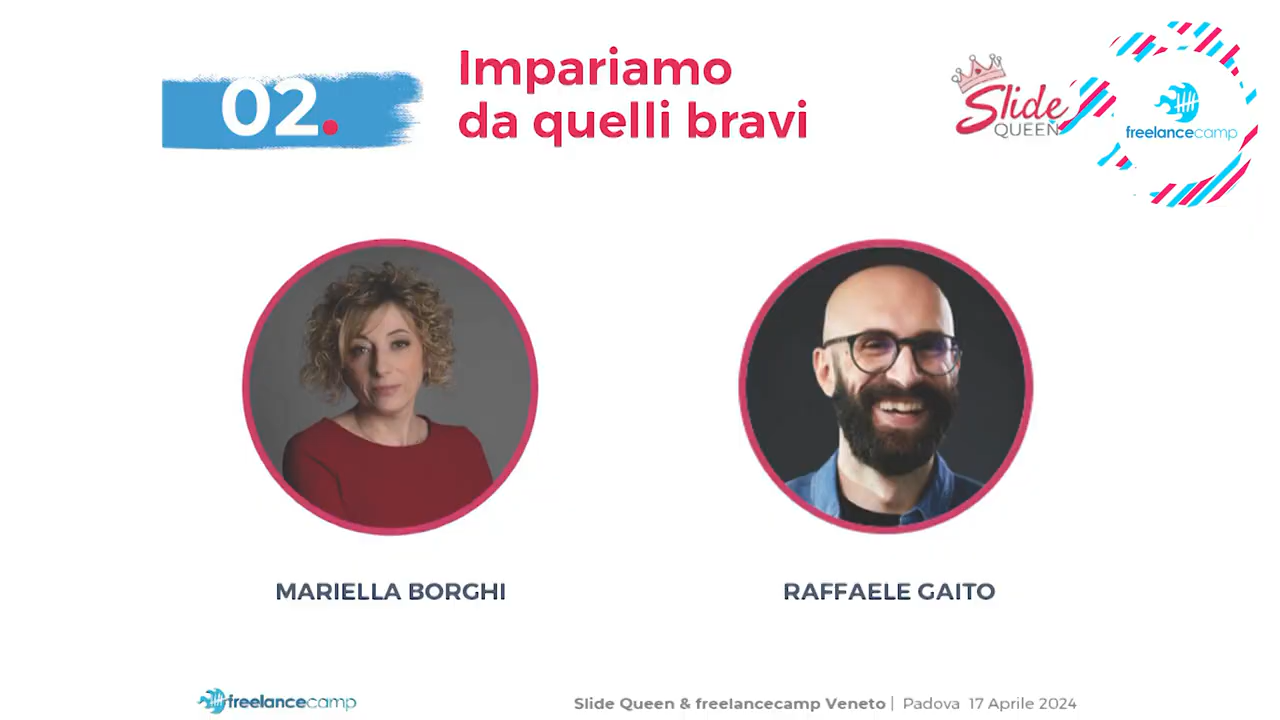 02.
Impariamo
da quelli bravi
Slide
QUEEN
freelancecamp
MARIELLA BORGHI
RAFFAELE GAITO
freelancecamp
Slide Queen & freelancecamp Veneto | Padova 17 Aprile 2024